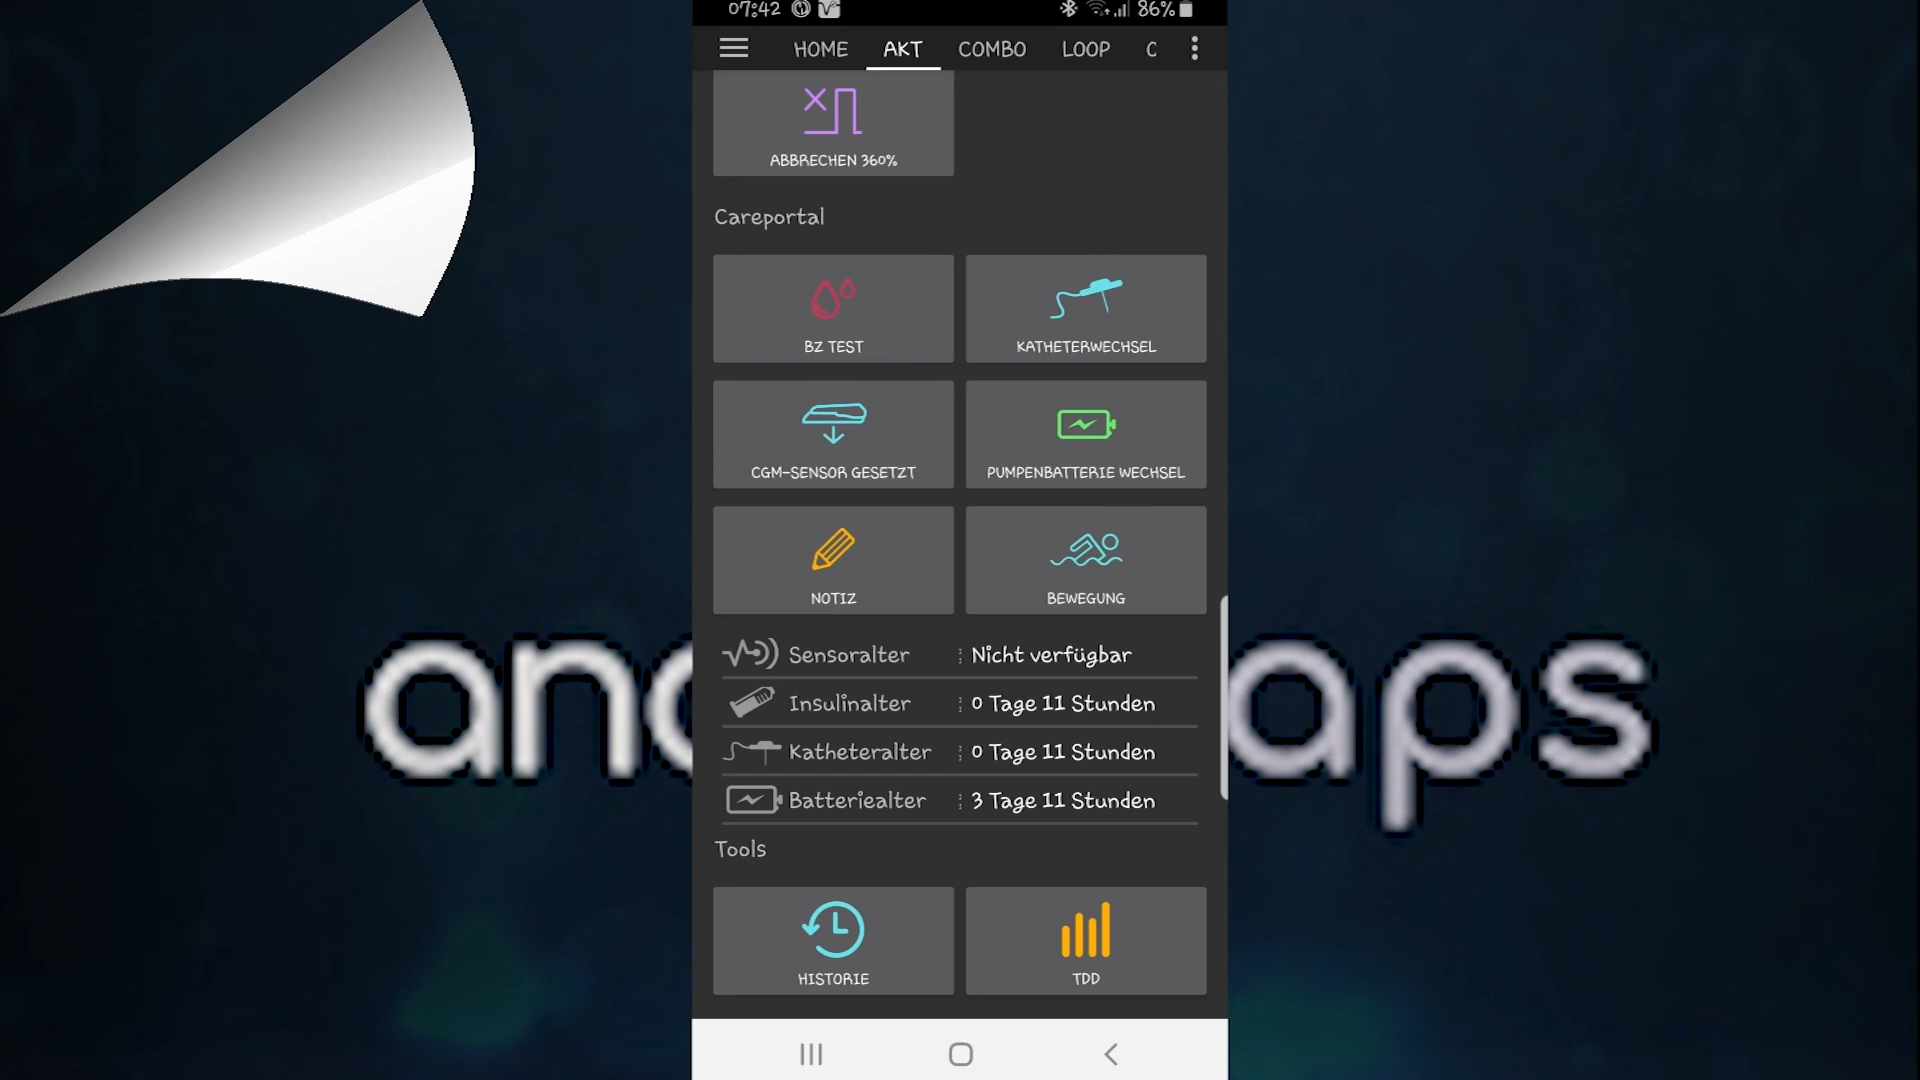 07:42 86%
HOME AKT COMBO LOOP C
ABBRECHEN 360%
Careportal
BZ TEST KATHETERWECHSEL
CGM-SENSOR GESETZT PUMPENBATTERIE WECHSEL
NOTIZ BEWEGUNG
Sensoralter : Nicht verfügbar
Insulinalter : 0 Tage 11 Stunden
Katheteralter : 0 Tage 11 Stunden
Batteriealter : 3 Tage 11 Stunden
an aps
Tools
HISTORIE TDD